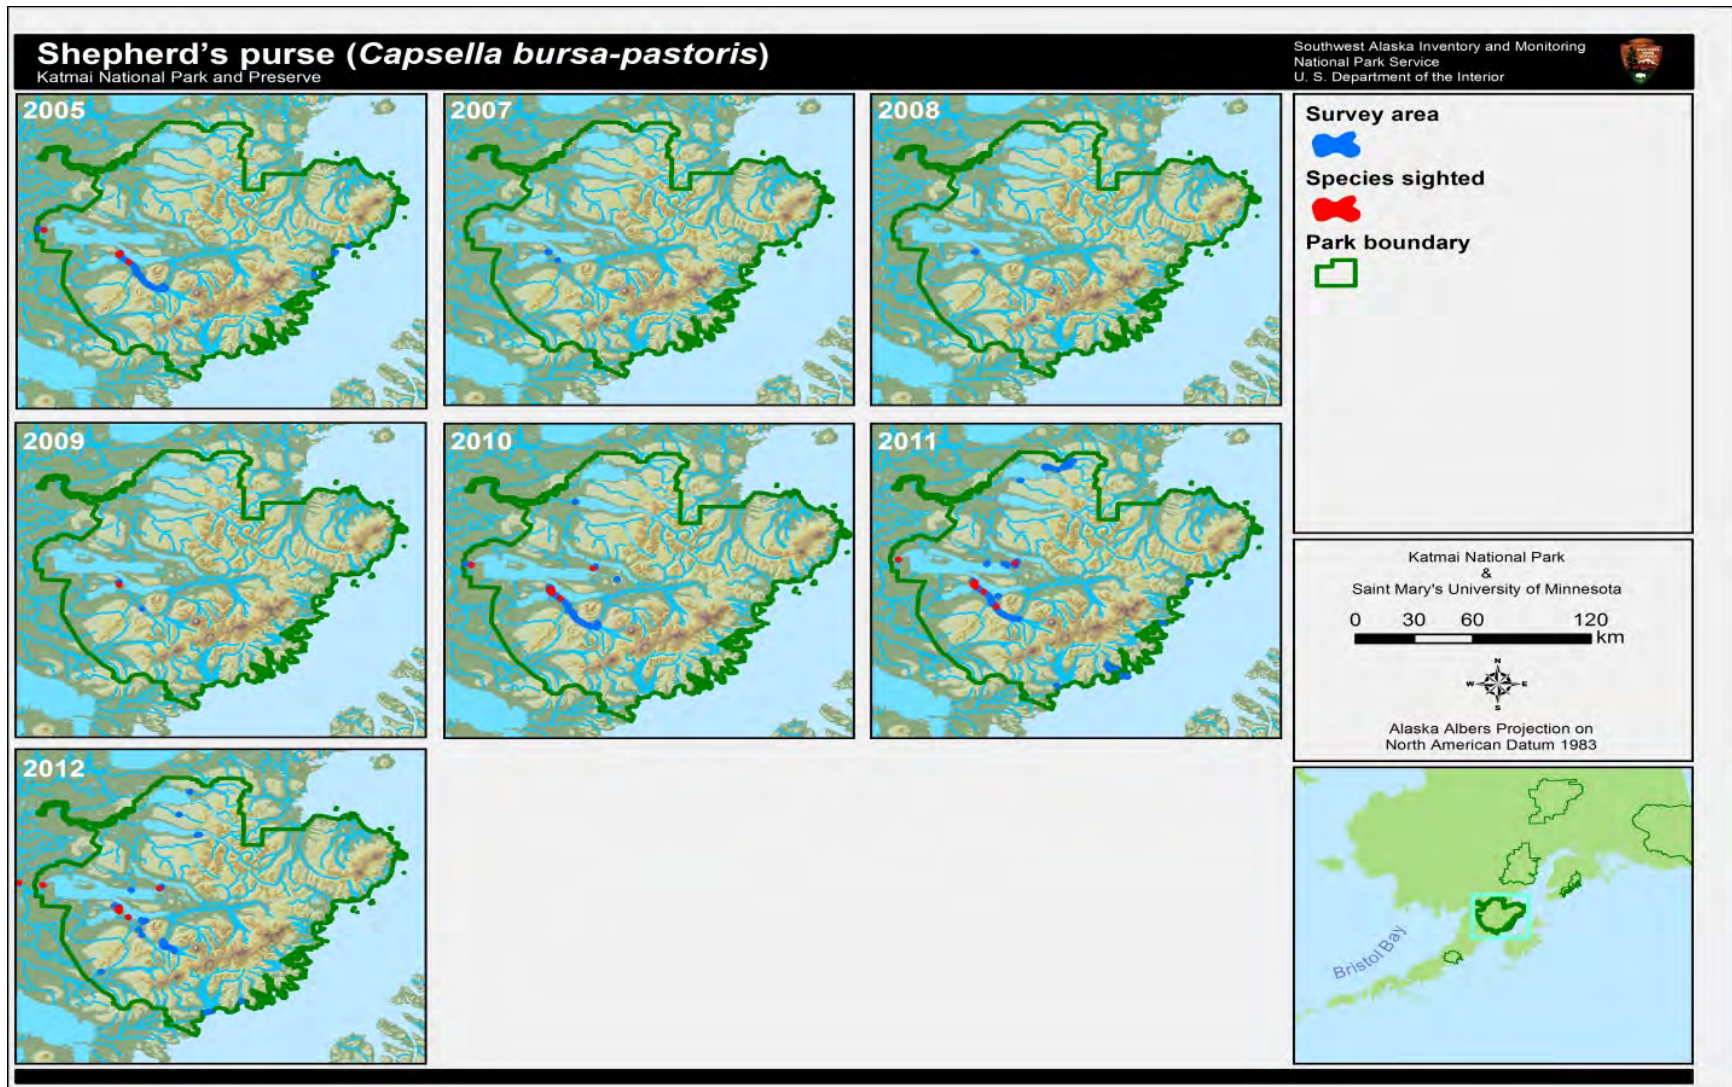 Shepherd's purse (Capsella bursa-pastoris)
Katmai National Park and Preserve
Southwest Alaska Inventory and Monitoring
National Park Service
U. S. Department of the Interior
2005
2007
2008
Survey area
Species sighted
Park boundary
2009
2010
2011
Katmai National Park
&
Saint Mary's University of Minnesota
0 30 60 120
km
N
W E
S
Alaska Albers Projection on
North American Datum 1983
2012
Bristol Bay